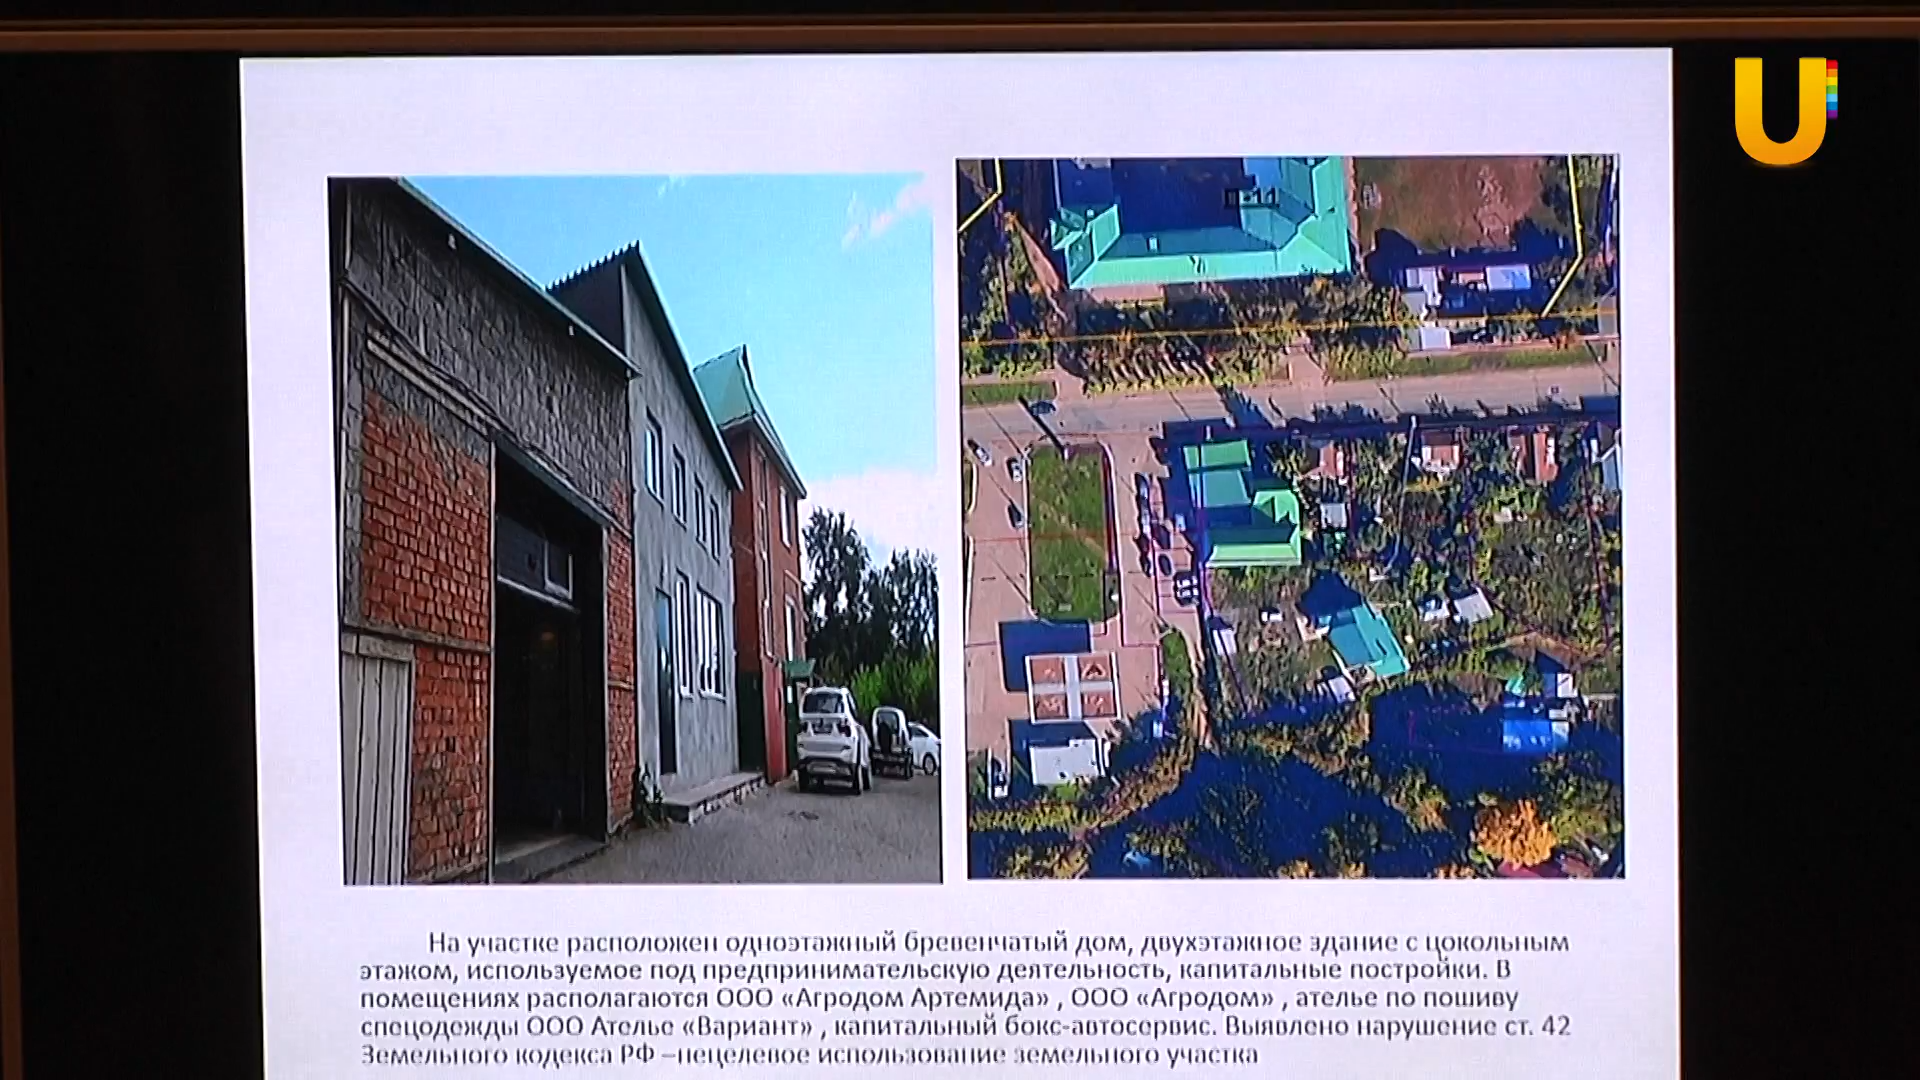 U
На участке расположен одноэтажный бревенчатый дом, двухэтажное здание с цокольным
этажом, используемое под предпринимательскую деятельность, капитальные постройки. В
помещениях располагаются ООО «Агродом Артемида» , ООО «Агродом» , ателье по пошиву
спецодежды ООО Ателье «Вариант» , капитальный бокс-автосервис. Выявлено нарушение ст. 42
Земельного кодекса РФ –нецелевое использование земельного участка